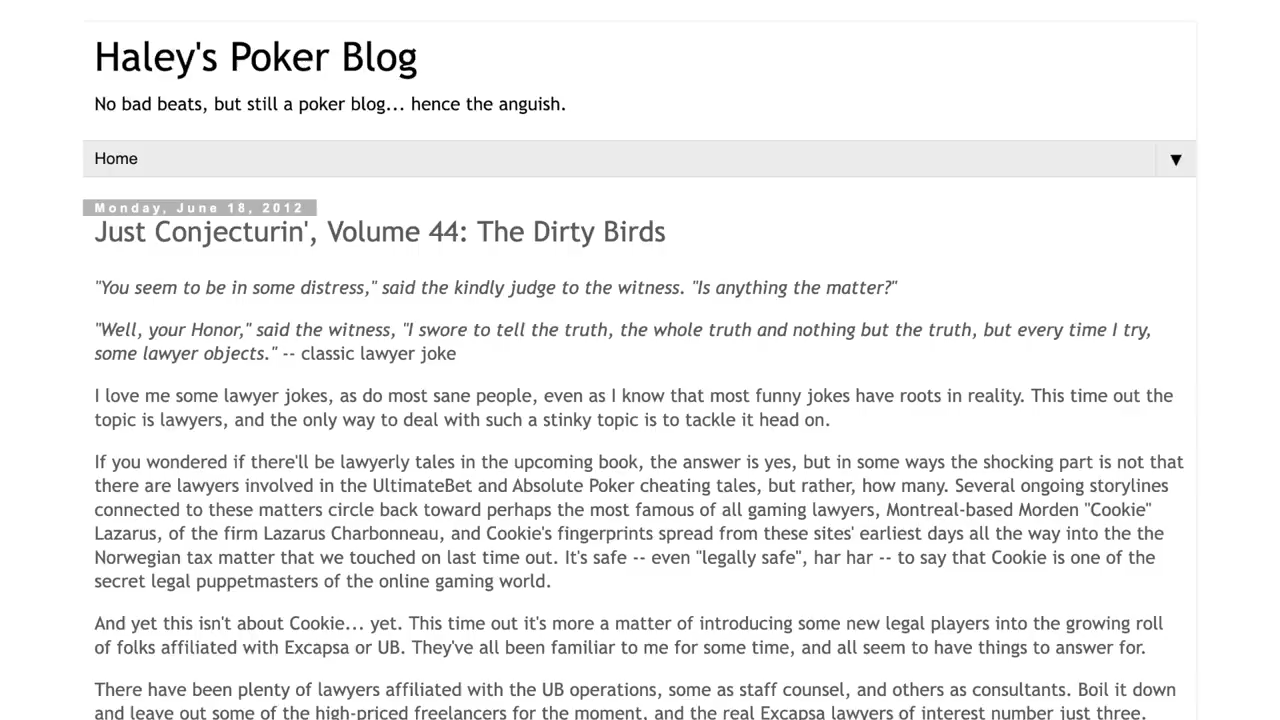 Haley's Poker Blog
No bad beats, but still a poker blog... hence the anguish.
Home
▼
Monday, June 18, 2012
Just Conjecturin', Volume 44: The Dirty Birds
"You seem to be in some distress," said the kindly judge to the witness. "Is anything the matter?"
"Well, your Honor," said the witness, "I swore to tell the truth, the whole truth and nothing but the truth, but every time I try,
some lawyer objects." -- classic lawyer joke
I love me some lawyer jokes, as do most sane people, even as I know that most funny jokes have roots in reality. This time out the
topic is lawyers, and the only way to deal with such a stinky topic is to tackle it head on.
If you wondered if there'll be lawyerly tales in the upcoming book, the answer is yes, but in some ways the shocking part is not that
there are lawyers involved in the UltimateBet and Absolute Poker cheating tales, but rather, how many. Several ongoing storylines
connected to these matters circle back toward perhaps the most famous of all gaming lawyers, Montreal-based Morden "Cookie"
Lazarus, of the firm Lazarus Charbonneau, and Cookie's fingerprints spread from these sites' earliest days all the way into the the
Norwegian tax matter that we touched on last time out. It's safe -- even "legally safe", har har -- to say that Cookie is one of the
secret legal puppetmasters of the online gaming world.
And yet this isn't about Cookie... yet. This time out it's more a matter of introducing some new legal players into the growing roll
of folks affiliated with Excapsa or UB. They've all been familiar to me for some time, and all seem to have things to answer for.
There have been plenty of lawyers affiliated with the UB operations, some as staff counsel, and others as consultants. Boil it down
and leave out some of the high-priced freelancers for the moment, and the real Excapsa lawyers of interest number just three.